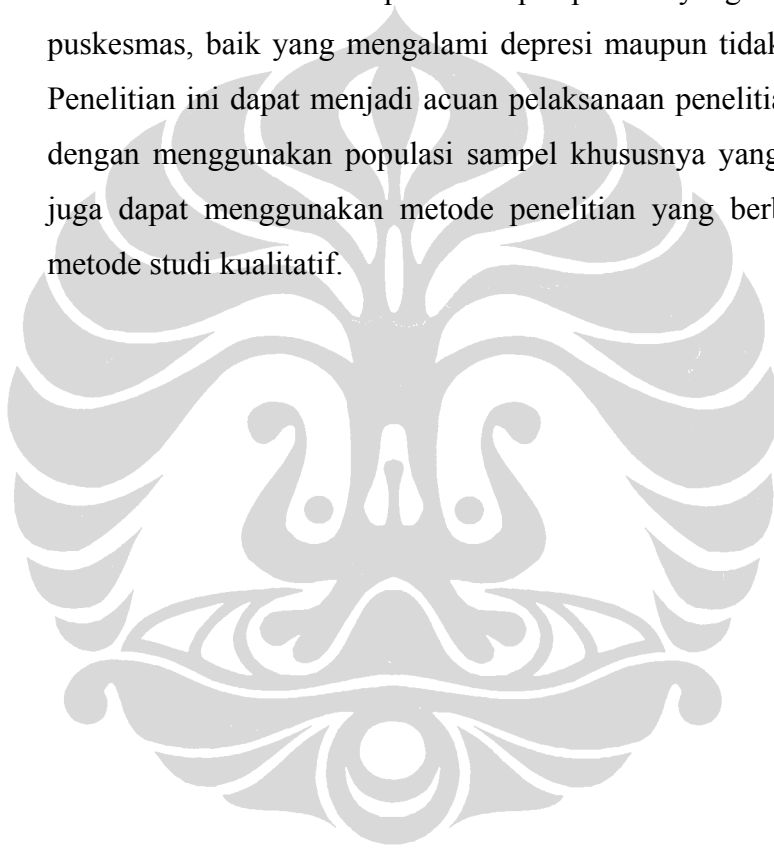 puskesmas, baik yang mengalami depresi maupun tidak
Penelitian ini dapat menjadi acuan pelaksanaan
dengan menggunakan populasi sampel khususnya yang
juga dapat menggunakan metode penelitian yang
metode studi kualitatif.